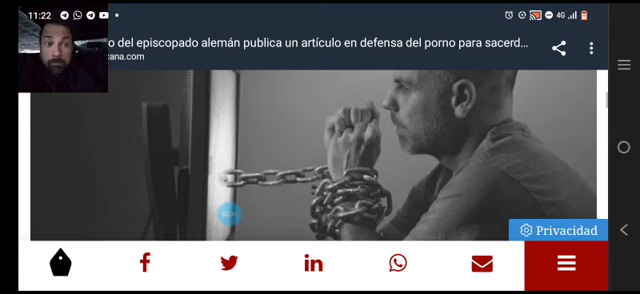 11:22
4G
o del episcopado alemán publica un artículo en defensa del porno para sacerd...
cana.com
Privacidad